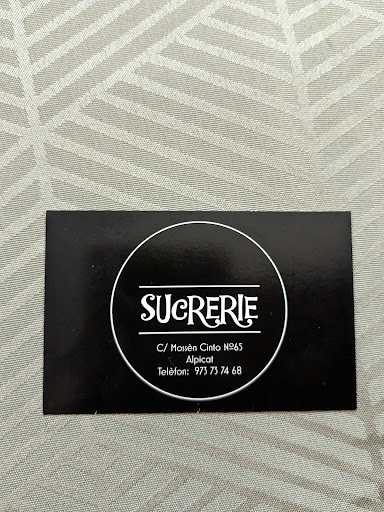 SUCRERIE
C/ Mossèn Cinto Nº65
Alpicat
Telèfon: 973 73 74 68